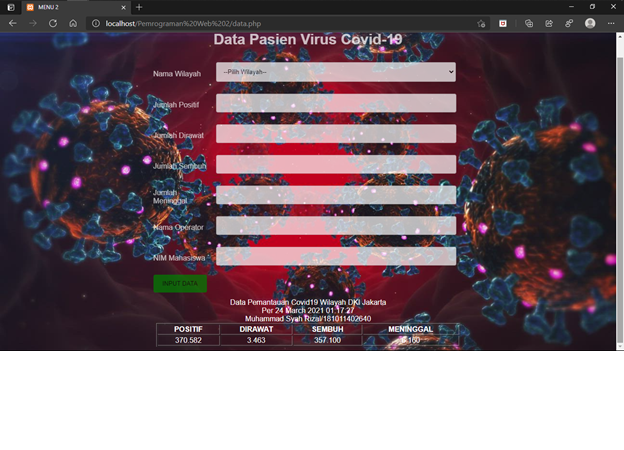 MENU 2
localhost/Pemrograman%20Web%202/data.php
Data Pasien Virus Covid-19
Nama Wilayah
--Pilih Wilayah--
Jumlah Positif
Jumlah Dirawat
Jumlah Sembuh
Jumlah
Meninggal
Nama Operator
NIM Mahasiswa
INPUT DATA
Data Pemantauan Covid19 Wilayah DKI Jakarta
Per 24 March 2021 01:17:27
Muhammad Syah Rizal/181011402640
POSITIF DIRAWAT SEMBUH MENINGGAL
370.582 3.463 357.100